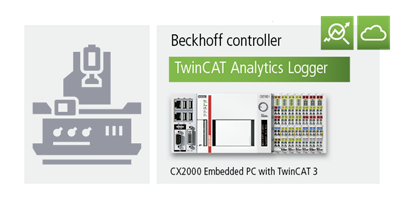 Beckhoff controller
TwinCAT Analytics Logger
CX2000 Embedded PC with TwinCAT 3